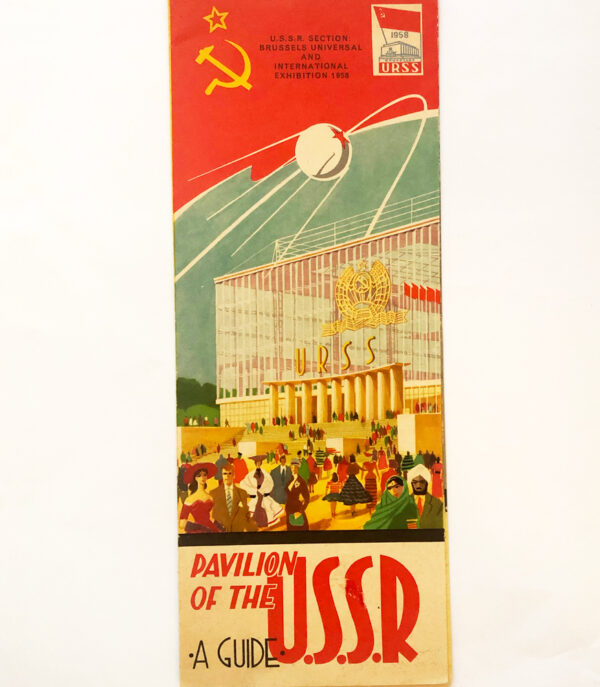 U.S.S.R. SECTION:
BRUSSELS UNIVERSAL
AND
INTERNATIONAL
EXHIBITION 1958
1958
URSS
URSS
PAVILION
OF THE
U.S.S.R
·A GUIDE·